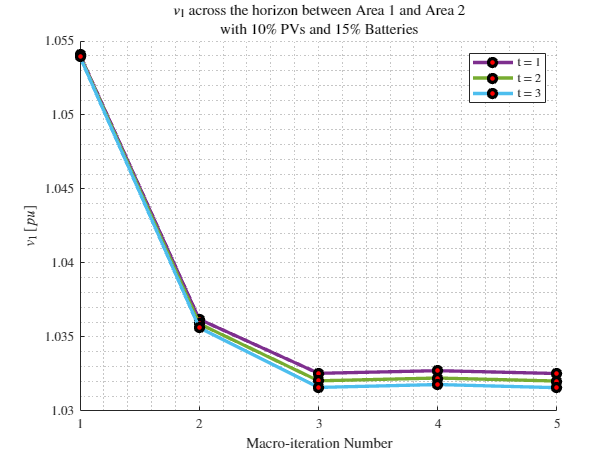 v1 across the horizon between Area 1 and Area 2
with 10% PVs and 15% Batteries
1.055
1.05
1.045
1.04
1.035
1.03
v1 [pu]
t = 1
t = 2
t = 3
1 2 3 4 5
Macro-iteration Number